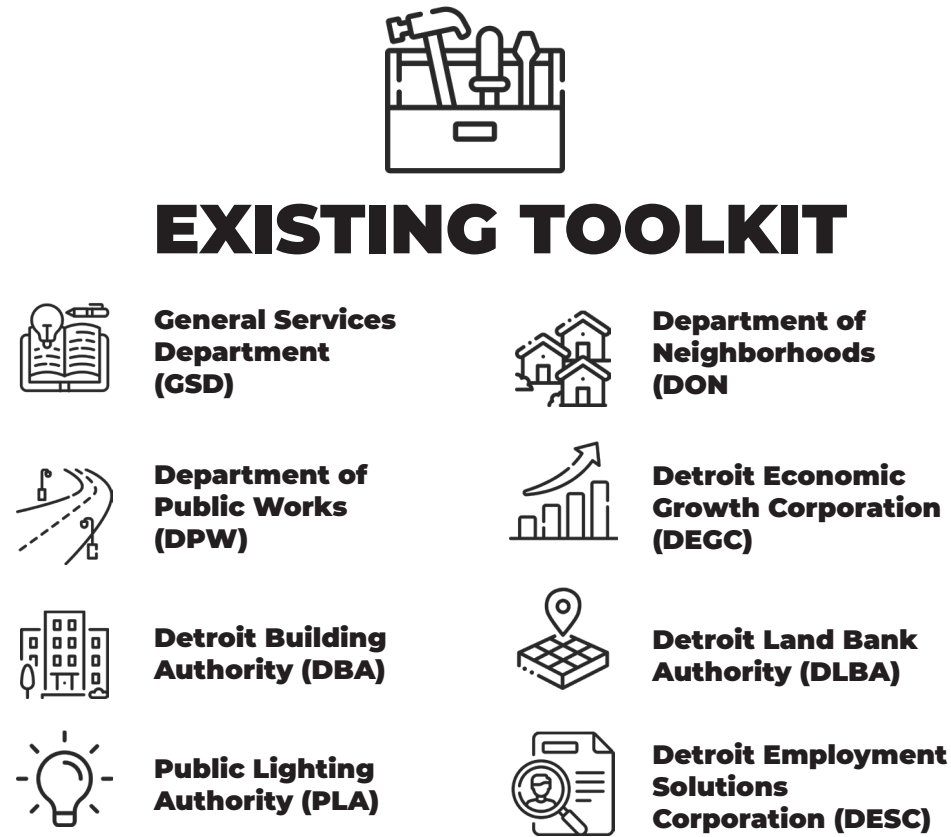 EXISTING TOOLKIT
General Services
Department
(GSD)
Department of
Public Works
(DPW)
Detroit Building
Authority (DBA)
Public Lighting
Authority (PLA)
Department of
Neighborhoods
(DON
Detroit Economic
Growth Corporation
(DEGC)
Detroit Land Bank
Authority (DLBA)
Detroit Employment
Solutions
Corporation (DESC)